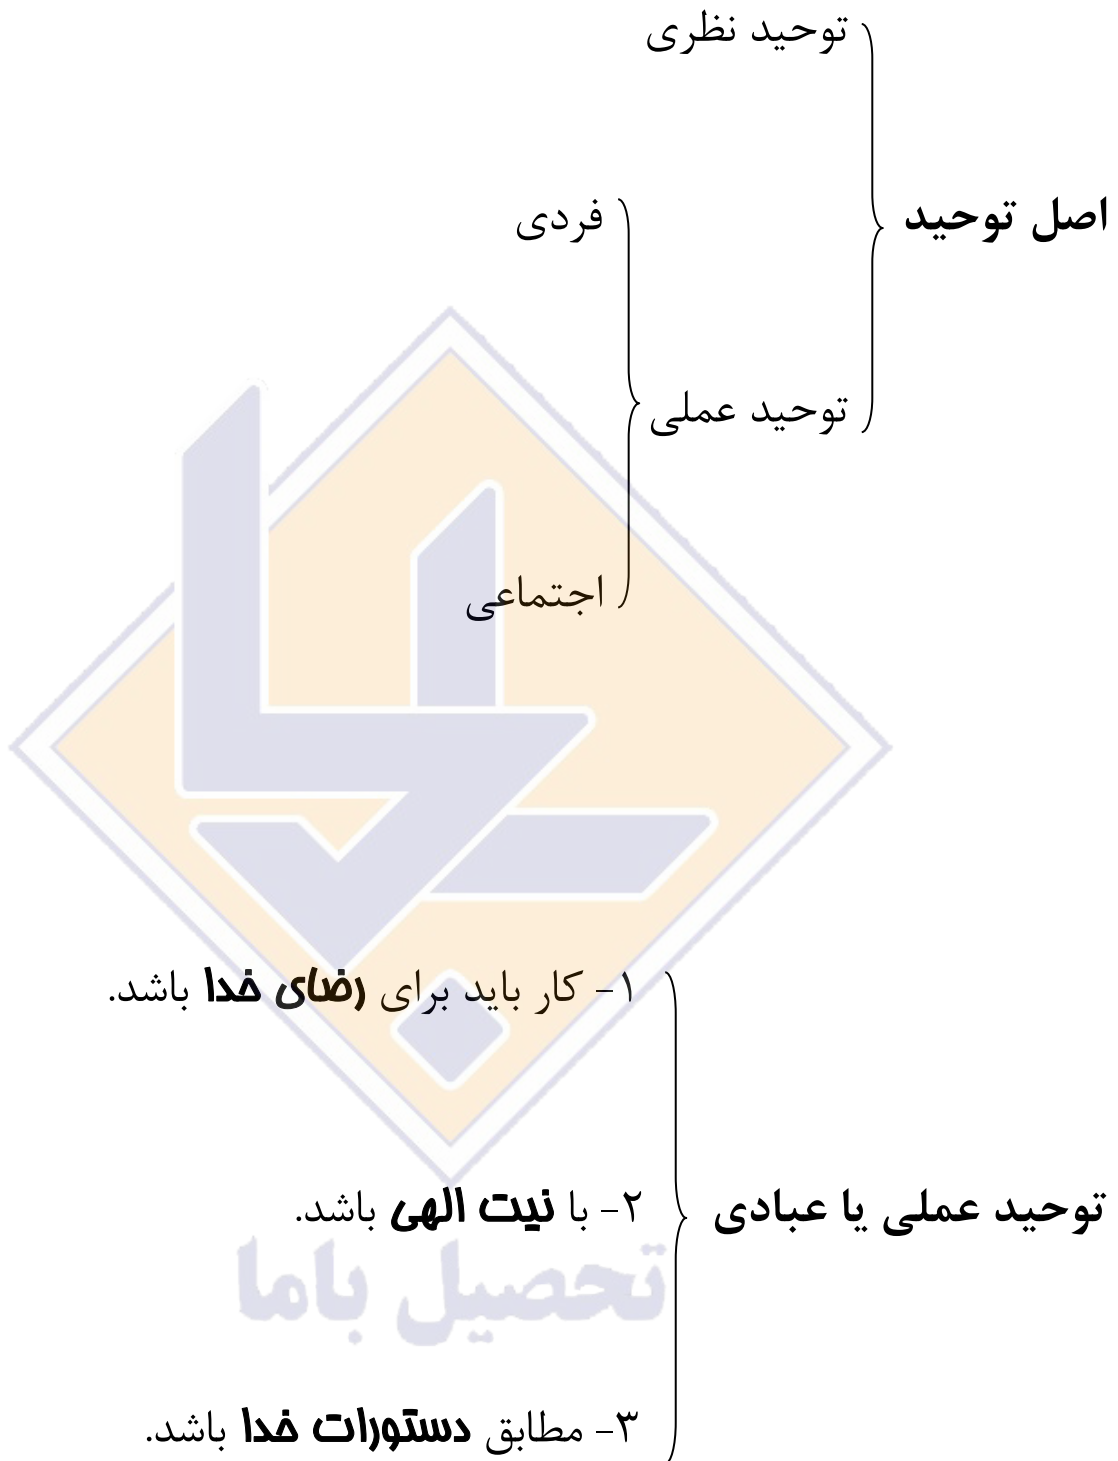 توحید نظری
اصل توحید
فردی
توحید عملی
اجتماعی
۱- کار باید برای رضای خدا باشد.
توحید عملی یا عبادی
۲- با نیت الهی باشد.
تحصیل باما
۳- مطابق دستورات خدا باشد.